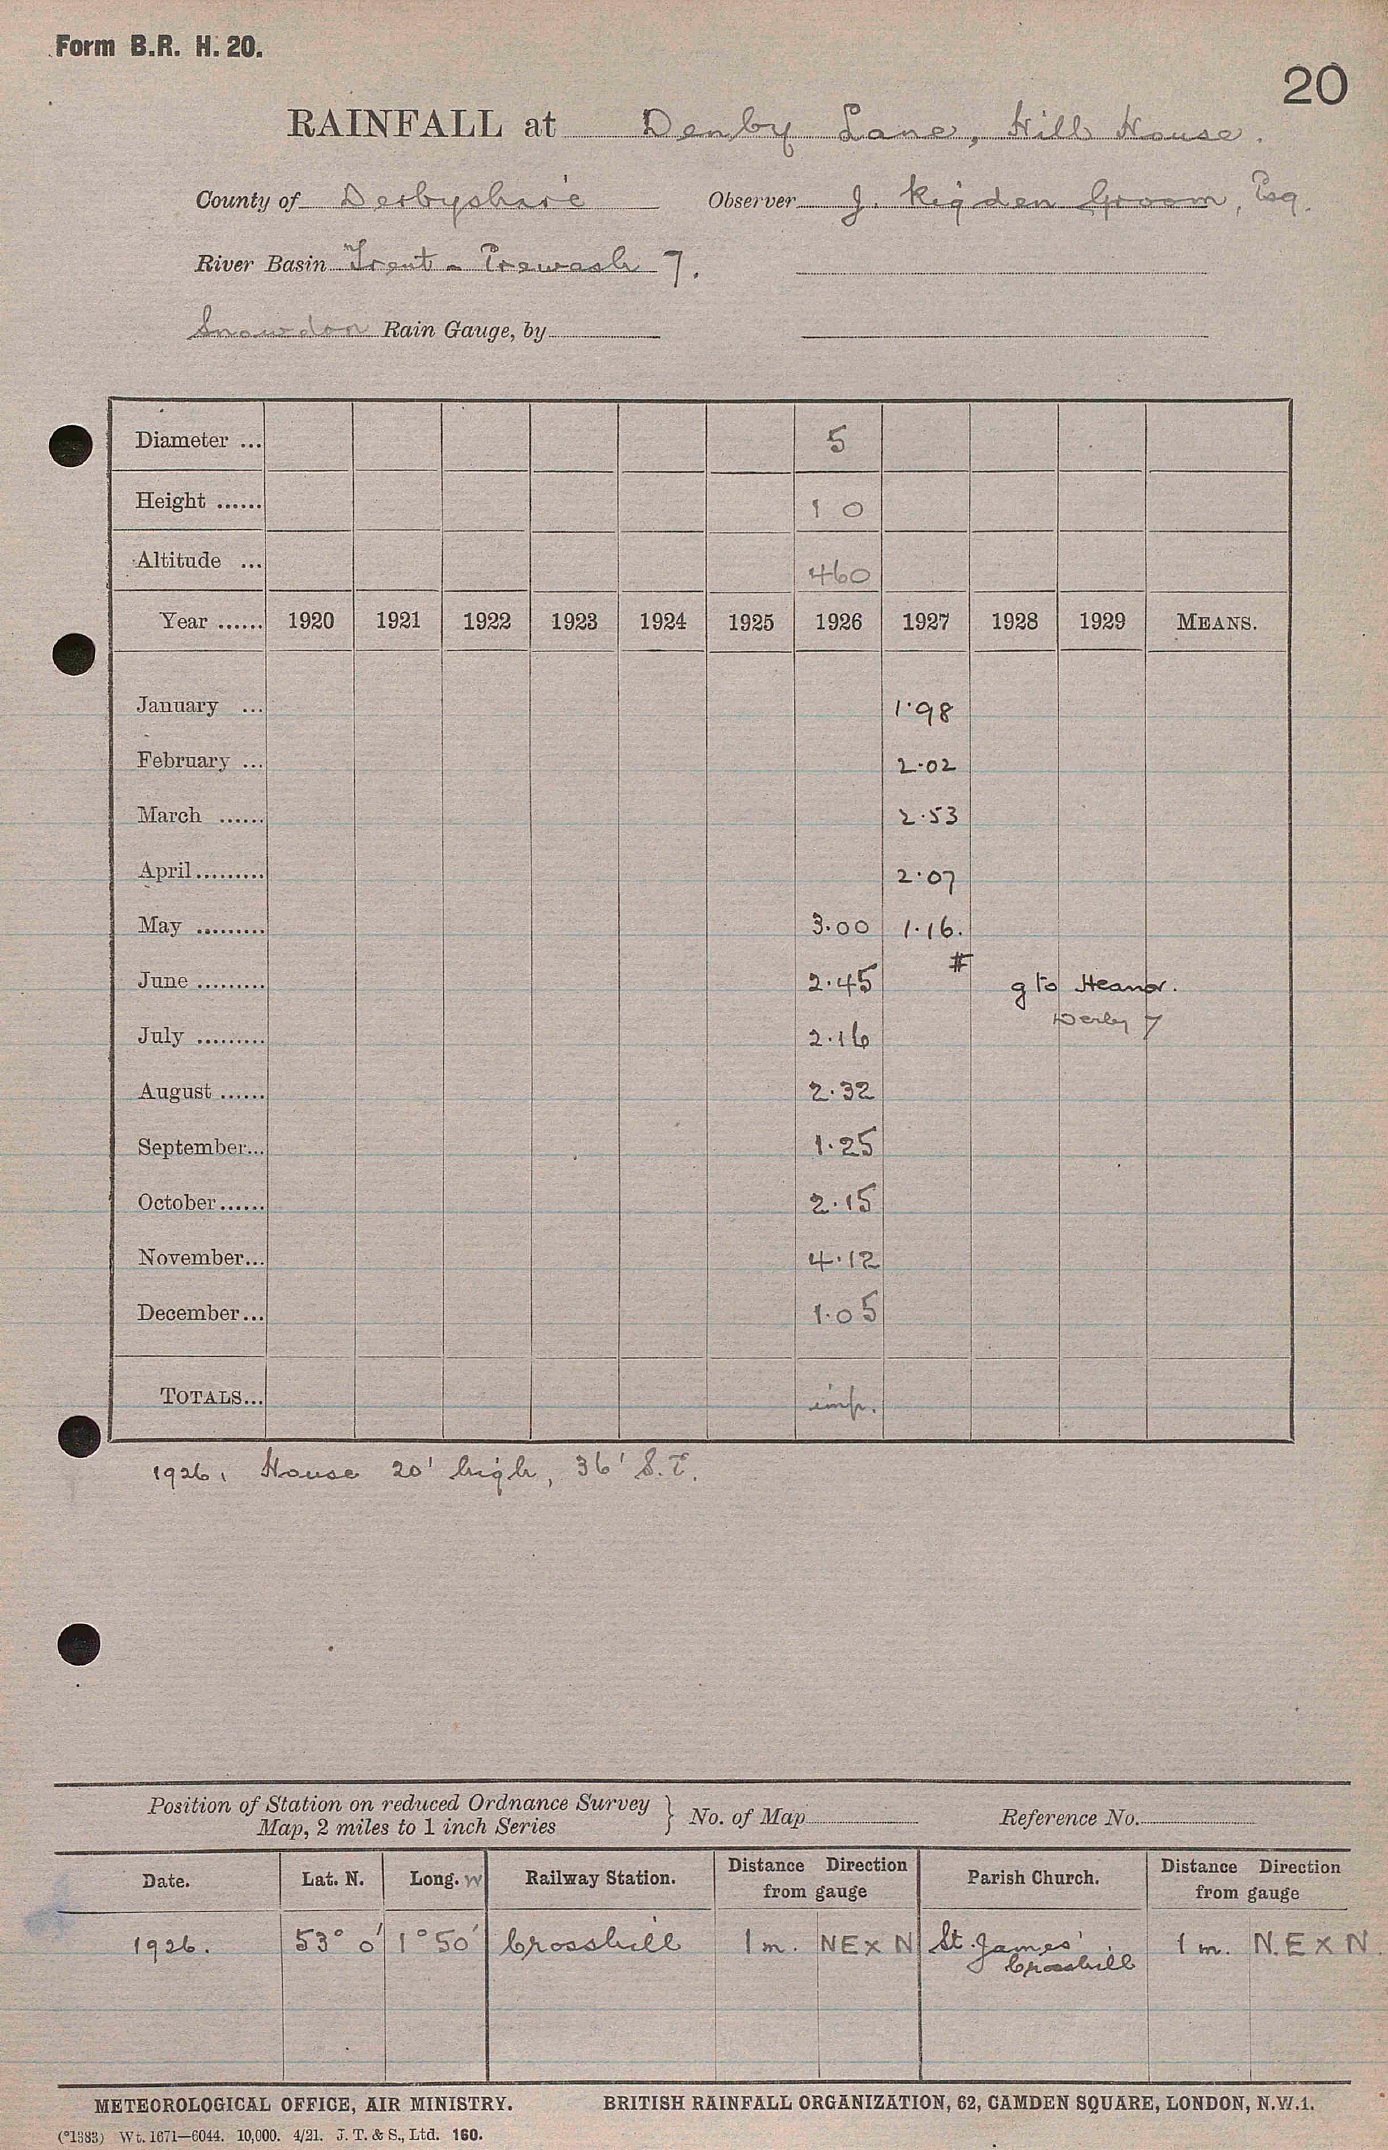 Form B.R. H. 20.
20
RAINFALL at Denby Lane, Hill House.
County of Derbyshire Observer J. Rigden Groom, Esq.
River Basin Trent - Erewash 7.
Snowdon Rain Gauge, by
Diameter ... 5
Height ...... 1 0
Altitude ... 460
Year ...... 1920 1921 1922 1923 1924 1925 1926 1927 1928 1929 MEANS.
January ... 1.98
February ... 2.02
March ...... 2.53
April ......... 2.07
May ......... 3.00 1.16.
#
June ......... 2.45 g to Heanor.
Derby 7
July ......... 2.16
August ...... 2.32
September... 1.25
October ...... 2.15
November... 4.12
December... 1.05
TOTALS... imp.
1926, House 20' high, 36' S.E.
Position of Station on reduced Ordnance Survey
Map, 2 miles to 1 inch Series } No. of Map Reference No.
Date. Lat. N. Long. W Railway Station. Distance Direction from gauge Parish Church. Distance Direction from gauge
1926. 53° 0' 1° 50' Crosshill 1 m. NE x N St. James' Crosshill 1 m. N.E x N.
METEOROLOGICAL OFFICE, AIR MINISTRY. BRITISH RAINFALL ORGANIZATION, 62, CAMDEN SQUARE, LONDON, N.W.1.
(*1383) Wt. 1671—6044. 10,000. 4/21. J. T. & S., Ltd. 160.